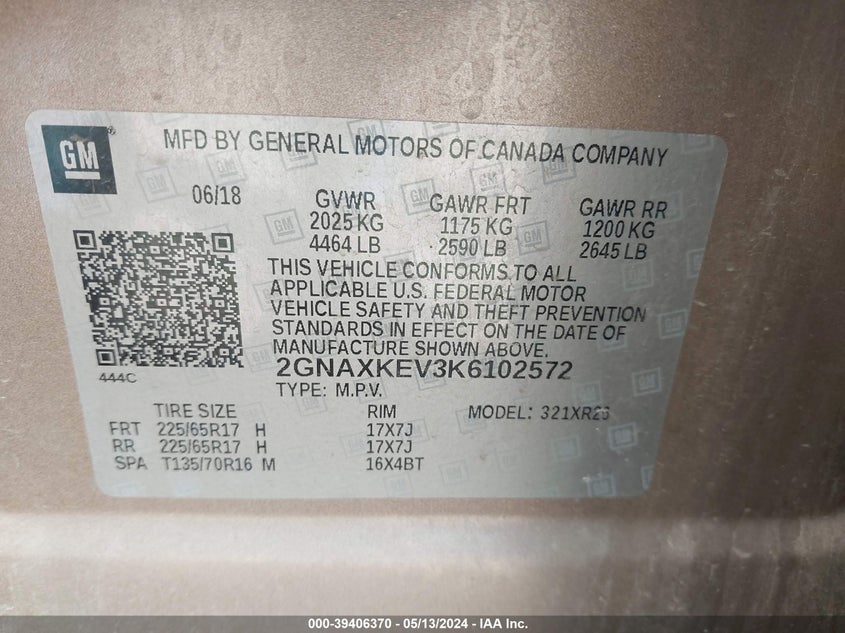 GM
MFD BY GENERAL MOTORS OF CANADA COMPANY
06/18 GVWR GAWR FRT GAWR RR
2025 KG 1175 KG 1200 KG
4464 LB 2590 LB 2645 LB
THIS VEHICLE CONFORMS TO ALL
APPLICABLE U.S. FEDERAL MOTOR
VEHICLE SAFETY AND THEFT PREVENTION
STANDARDS IN EFFECT ON THE DATE OF
MANUFACTURE SHOWN ABOVE.
444C
2GNAXKEV3K6102572
TYPE: M.P.V.
TIRE SIZE RIM MODEL: 321XR26
FRT 225/65R17 H 17X7J
RR 225/65R17 H 17X7J
SPA T135/70R16 M 16X4BT
000-39406370 - 05/13/2024 - IAA Inc.